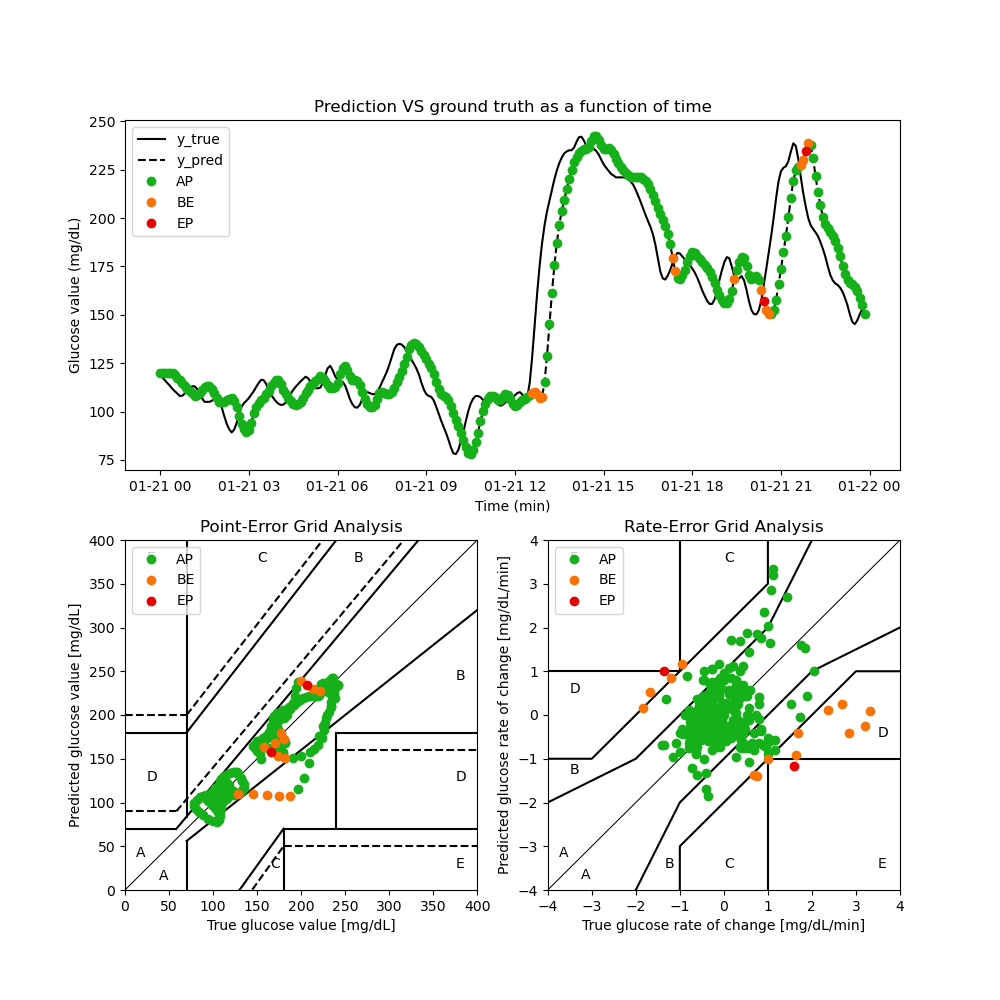 Prediction VS ground truth as a function of time
250
225
200
175
150
125
100
75
Glucose value (mg/dL)
y_true
y_pred
AP
BE
EP
01-21 00
01-21 03
01-21 06
01-21 09
01-21 12
01-21 15
01-21 18
01-21 21
01-22 00
Time (min)
Point-Error Grid Analysis
400
350
300
250
200
150
100
50
0
Predicted glucose value [mg/dL]
AP
BE
EP
C
B
B
D
D
A
A
C
E
0
50
100
150
200
250
300
350
400
True glucose value [mg/dL]
Rate-Error Grid Analysis
4
3
2
1
0
−1
−2
−3
−4
Predicted glucose rate of change [mg/dL/min]
AP
BE
EP
C
D
D
B
A
A
B
C
E
−4
−3
−2
−1
0
1
2
3
4
True glucose rate of change [mg/dL/min]